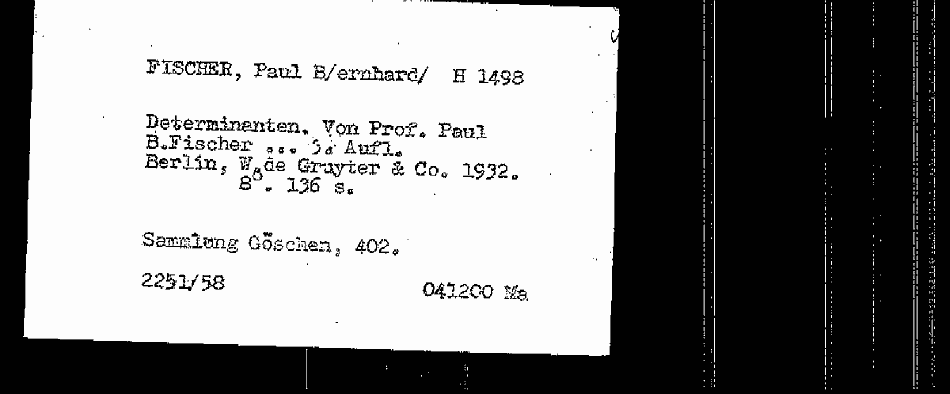 FISCHER, Paul B/ernhard/ H 1498
Determinanten. Von Prof. Paul
B.Fischer ... 3. Aufl.
Berlin, W.de Gruyter & Co. 1932.
8°. 136 s.
Sammlung Göschen, 402.
2251/58
041200 Ma